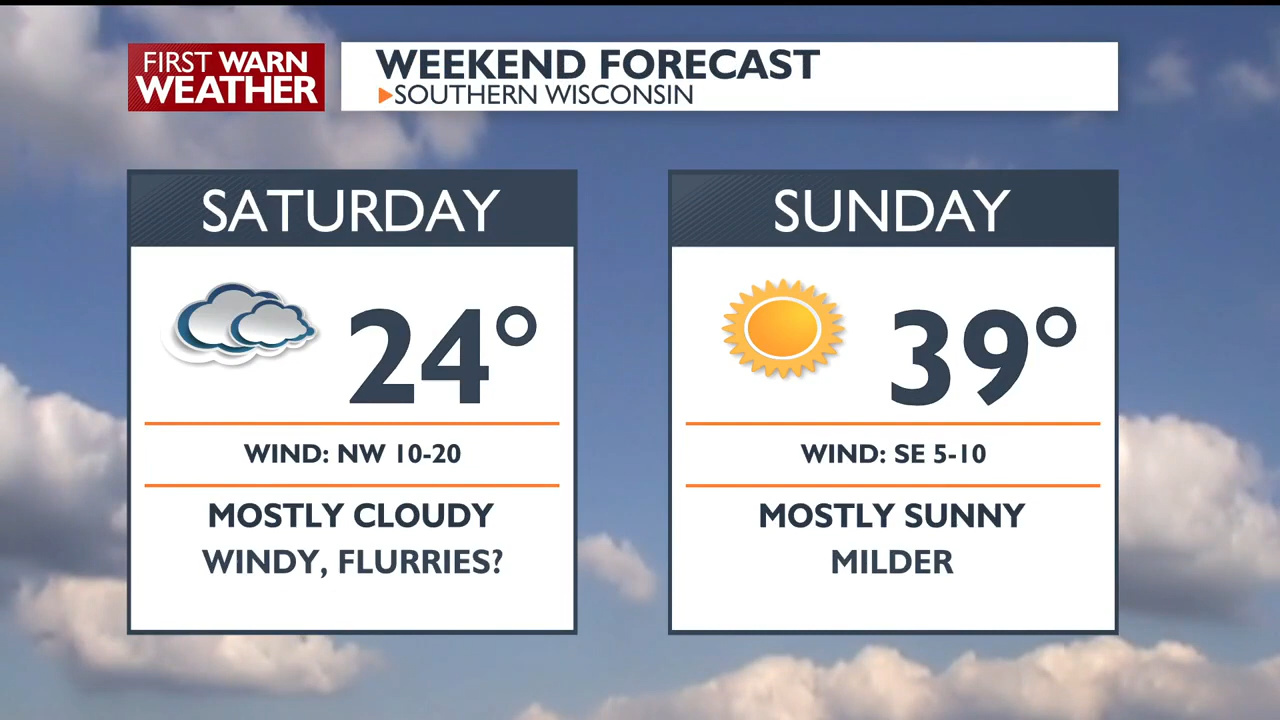 FIRST WARN
WEATHER
WEEKEND FORECAST
SOUTHERN WISCONSIN
SATURDAY
24°
WIND: NW 10-20
MOSTLY CLOUDY
WINDY, FLURRIES?
SUNDAY
39°
WIND: SE 5-10
MOSTLY SUNNY
MILDER